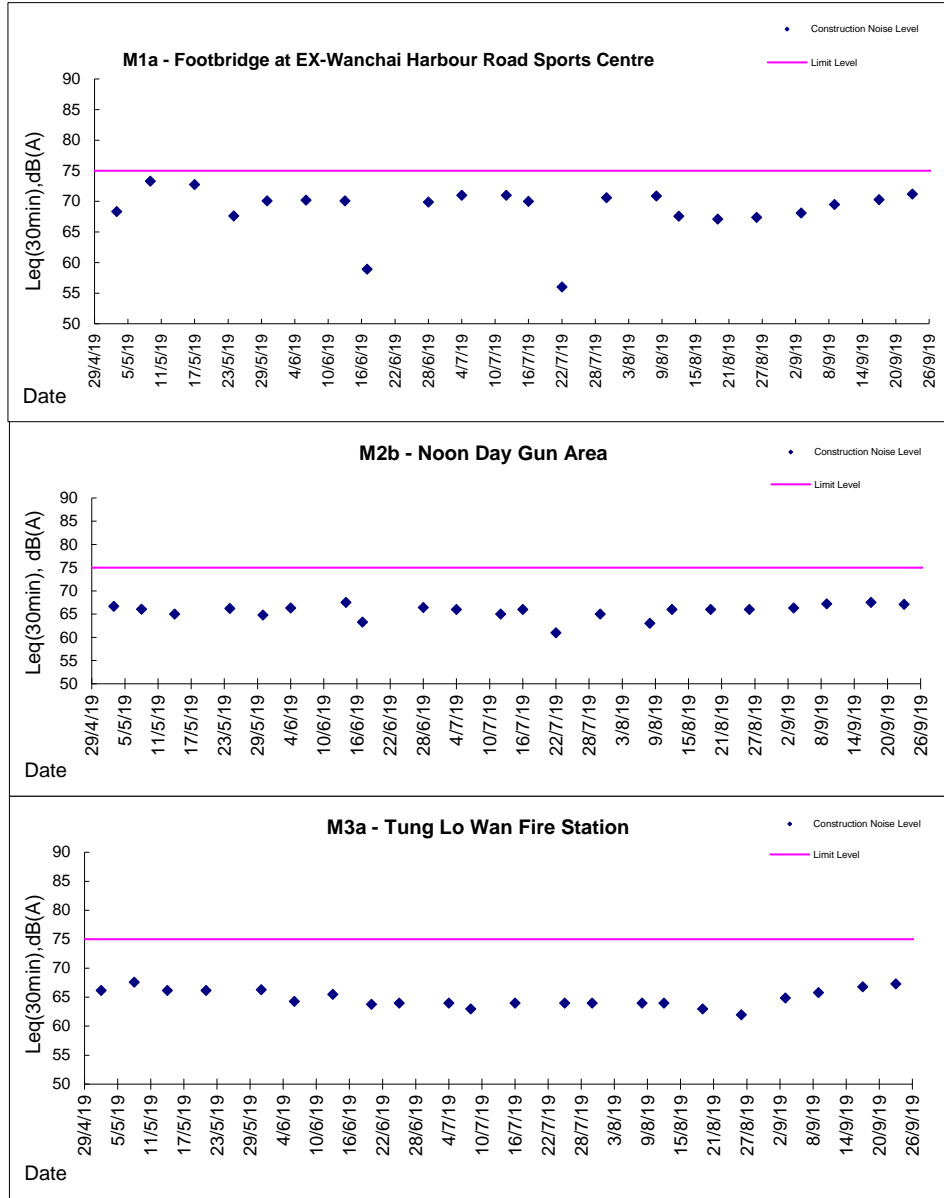 Construction Noise Level
M1a - Footbridge at EX-Wanchai Harbour Road Sports Centre
Limit Level
90
85
80
75
70
65
60
55
50
Leq(30min),dB(A)
29/4/19 5/5/19 11/5/19 17/5/19 23/5/19 29/5/19 4/6/19 10/6/19 16/6/19 22/6/19 28/6/19 4/7/19 10/7/19 16/7/19 22/7/19 28/7/19 3/8/19 9/8/19 15/8/19 21/8/19 27/8/19 2/9/19 8/9/19 14/9/19 20/9/19 26/9/19
Date
M2b - Noon Day Gun Area
Construction Noise Level
Limit Level
90
85
80
75
70
65
60
55
50
Leq(30min), dB(A)
29/4/19 5/5/19 11/5/19 17/5/19 23/5/19 29/5/19 4/6/19 10/6/19 16/6/19 22/6/19 28/6/19 4/7/19 10/7/19 16/7/19 22/7/19 28/7/19 3/8/19 9/8/19 15/8/19 21/8/19 27/8/19 2/9/19 8/9/19 14/9/19 20/9/19 26/9/19
Date
M3a - Tung Lo Wan Fire Station
Construction Noise Level
Limit Level
90
85
80
75
70
65
60
55
50
Leq(30min),dB(A)
29/4/19 5/5/19 11/5/19 17/5/19 23/5/19 29/5/19 4/6/19 10/6/19 16/6/19 22/6/19 28/6/19 4/7/19 10/7/19 16/7/19 22/7/19 28/7/19 3/8/19 9/8/19 15/8/19 21/8/19 27/8/19 2/9/19 8/9/19 14/9/19 20/9/19 26/9/19
Date